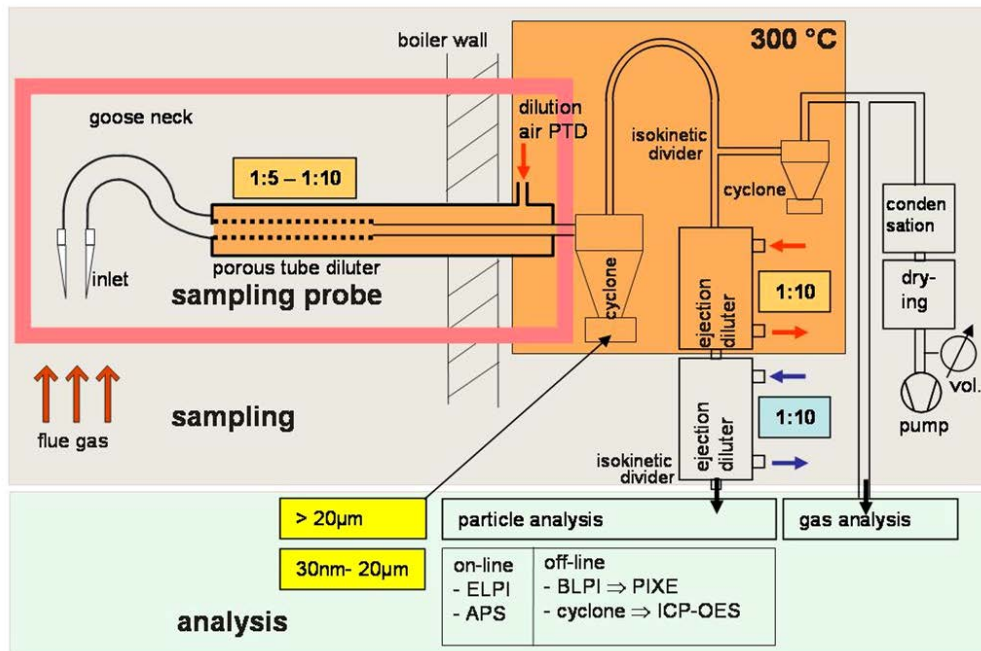 boiler wall
300 °C
goose neck
dilution
air PTD
isokinetic
divider
1:5 – 1:10
cyclone
conden
sation
inlet
porous tube diluter
sampling probe
cyclone
ejection
diluter
1:10
dry-
ing
vol.
flue gas
sampling
ejection
diluter
1:10
pump
isokinetic
divider
> 20µm
particle analysis
gas analysis
30nm- 20µm
on-line
- ELPI
- APS
off-line
- BLPI ⇒ PIXE
- cyclone ⇒ ICP-OES
analysis